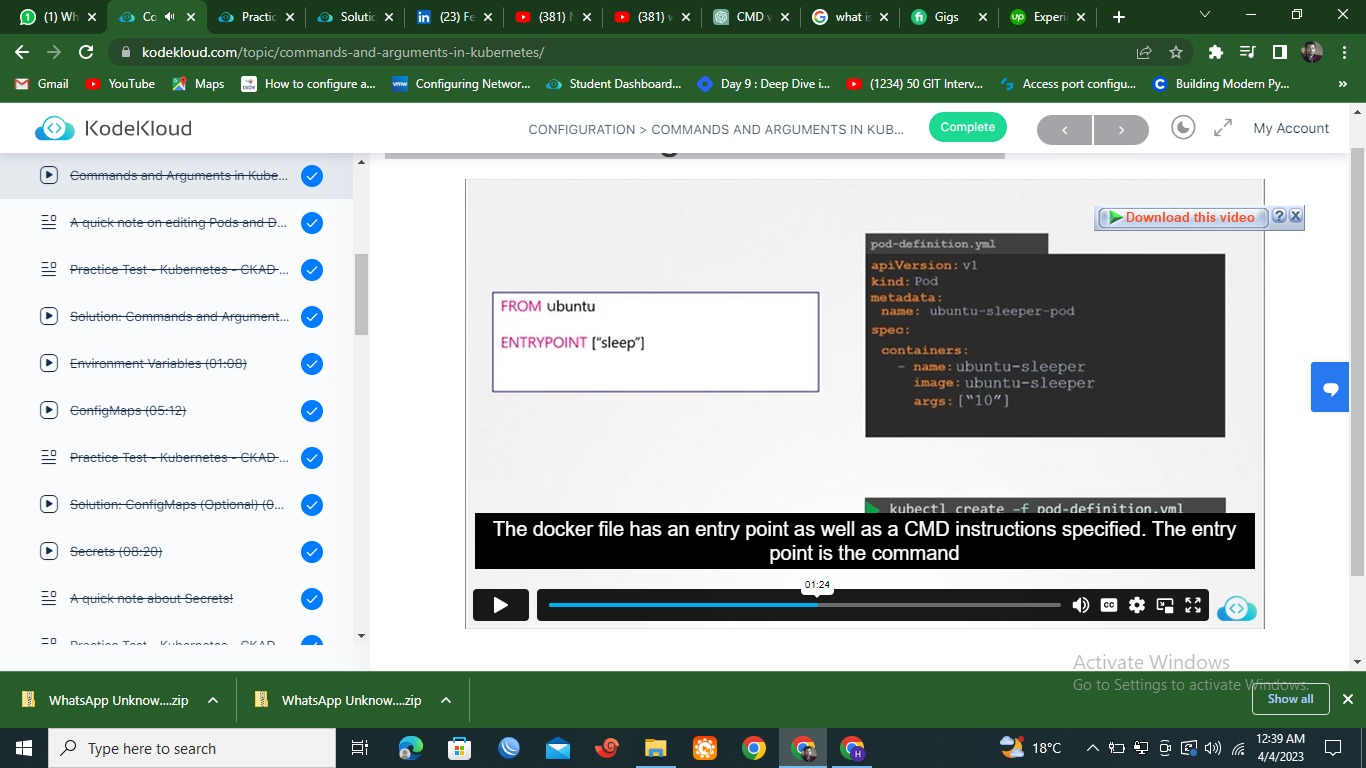 (1) Wh
Co
Practic
Solutic
(23) Fe
(381) N
(381) v
CMD v
what is
Gigs
Experi
kodekloud.com/topic/commands-and-arguments-in-kubernetes/
Gmail
YouTube
Maps
How to configure a...
Configuring Networ...
Student Dashboard...
Day 9 : Deep Dive i...
(1234) 50 GIT Interv...
Access port configu...
Building Modern Py...
»
KodeKloud
CONFIGURATION > COMMANDS AND ARGUMENTS IN KUB...
Complete
My Account
Commands and Arguments in Kube...
A quick note on editing Pods and D...
Practice Test - Kubernetes - CKAD ...
Solution: Commands and Argument...
Environment Variables (01:08)
ConfigMaps (05:12)
Practice Test - Kubernetes - CKAD ...
Solution: ConfigMaps (Optional) (0...
Secrets (08:20)
A quick note about Secrets!
Practice Test - Kubernetes - CKAD
Download this video
FROM ubuntu
ENTRYPOINT ["sleep"]
pod-definition.yml
apiVersion: v1
kind: Pod
metadata:
name: ubuntu-sleeper-pod
spec:
containers:
- name: ubuntu-sleeper
image: ubuntu-sleeper
args: ["10"]
kubectl create -f pod-definition.yml
The docker file has an entry point as well as a CMD instructions specified. The entry
point is the command
01:24
CC
Activate Windows
Go to Settings to activate Windows.
WhatsApp Unknow....zip
WhatsApp Unknow....zip
Show all
Type here to search
18°C
12:39 AM
4/4/2023